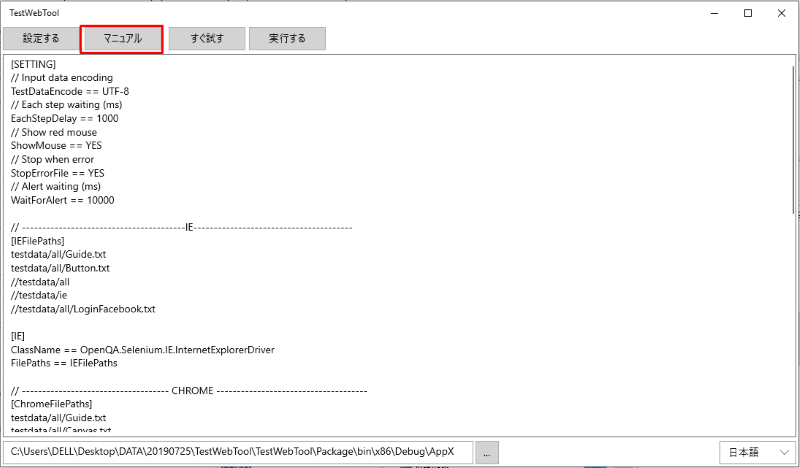 TestWebTool
設定する マニュアル すぐ試す 実行する
[SETTING]
// Input data encoding
TestDataEncode == UTF-8
// Each step waiting (ms)
EachStepDelay == 1000
// Show red mouse
ShowMouse == YES
// Stop when error
StopErrorFile == YES
// Alert waiting (ms)
WaitForAlert == 10000
// ----------------------------------------IE---------------------------------------
[IEFilePaths]
testdata/all/Guide.txt
testdata/all/Button.txt
//testdata/all
//testdata/ie
//testdata/all/LoginFacebook.txt
[IE]
ClassName == OpenQA.Selenium.IE.InternetExplorerDriver
FilePaths == IEFilePaths
// ------------------------------------ CHROME -------------------------------------
[ChromeFilePaths]
testdata/all/Guide.txt
testdata/all/Canvas.txt
C:\Users\DELL\Desktop\DATA\20190725\TestWebTool\TestWebTool\Package\bin\x86\Debug\AppX ... 日本語